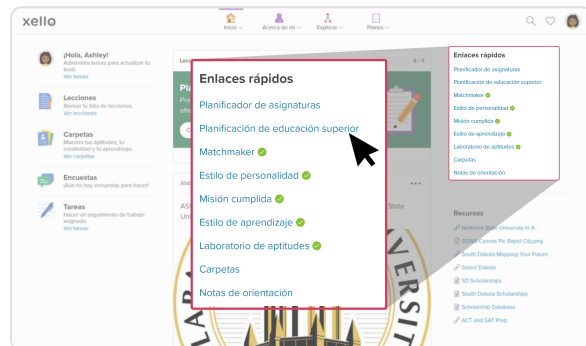 xello
Inicio
Acerca de mí
Explorar
Planes
¡Hola, Ashley!
Administra temas para actualizar tu
feed.
Ver temas
Lecciones
Revisar tu lista de lecciones.
Ver lecciones
Carpetas
Muestra tus aptitudes, tu
creatividad y tu aprendizaje.
Ver carpetas
Encuestas
¡Aún no hay encuestas para hacer!
Tareas
Hacer un seguimiento de trabajo
asignado.
Ver tareas
0 / 4
Enlaces rápidos
Planificador de asignaturas
Planificación de educación superior
Matchmaker
Estilo de personalidad
Misión cumplida
Estilo de aprendizaje
Laboratorio de aptitudes
Carpetas
Notas de orientación
State
Enlaces rápidos
Planificador de asignaturas
Planificación de educación superior
Matchmaker
Estilo de personalidad
Misión cumplida
Estilo de aprendizaje
Laboratorio de aptitudes
Carpetas
Notas de orientación
Recursos
Northern State University in A..
Canvas Pic Rapid City.png
South Dakota Mapping Your Future
Select Dakota
SD Scholarships
South Dakota Scholarships
Scholarship Database
ACT and SAT Prep